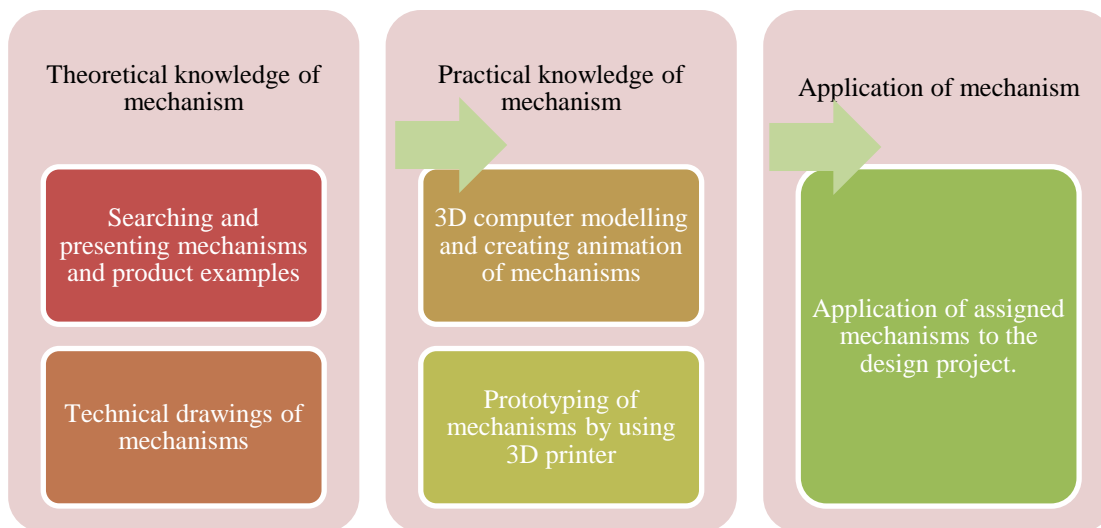 Theoretical knowledge of
mechanism
Searching and
presenting mechanisms
and product examples
Technical drawings of
mechanisms
Practical knowledge of
mechanism
3D computer modelling
and creating animation
of mechanisms
Prototyping of
mechanisms by using
3D printer
Application of mechanism
Application of assigned
mechanisms to the
design project.